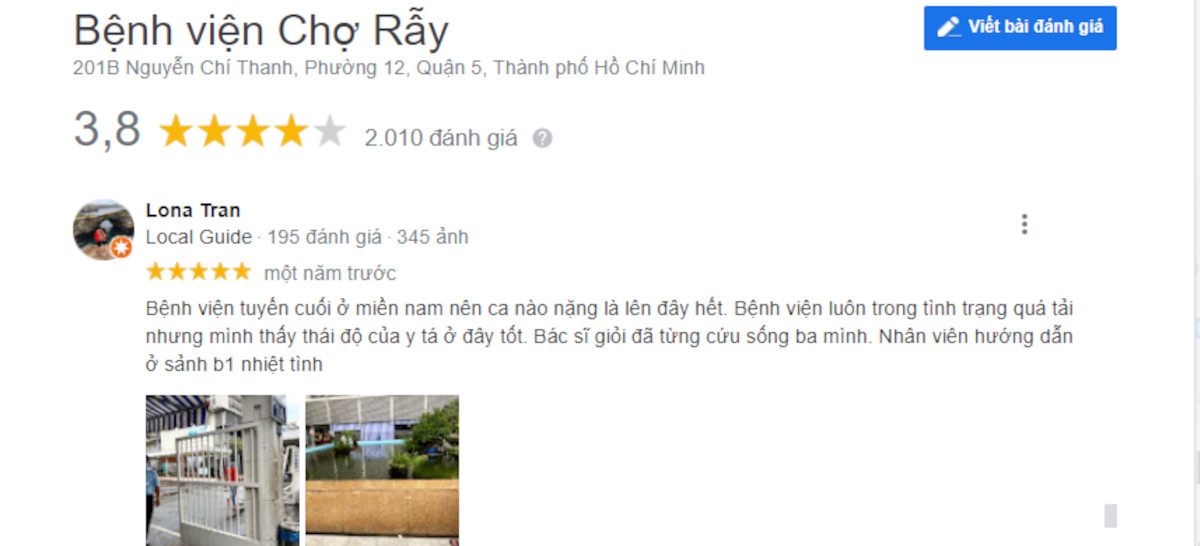 Bệnh viện Chợ Rẫy
Viết bài đánh giá
201B Nguyễn Chí Thanh, Phường 12, Quận 5, Thành phố Hồ Chí Minh
3,8
2.010 đánh giá
Lona Tran
Local Guide · 195 đánh giá · 345 ảnh
một năm trước
Bệnh viện tuyến cuối ở miền nam nên ca nào nặng là lên đây hết. Bệnh viện luôn trong tình trạng quá tải
nhưng mình thấy thái độ của y tá ở đây tốt. Bác sĩ giỏi đã từng cứu sống ba mình. Nhân viên hướng dẫn
ở sảnh b1 nhiệt tình